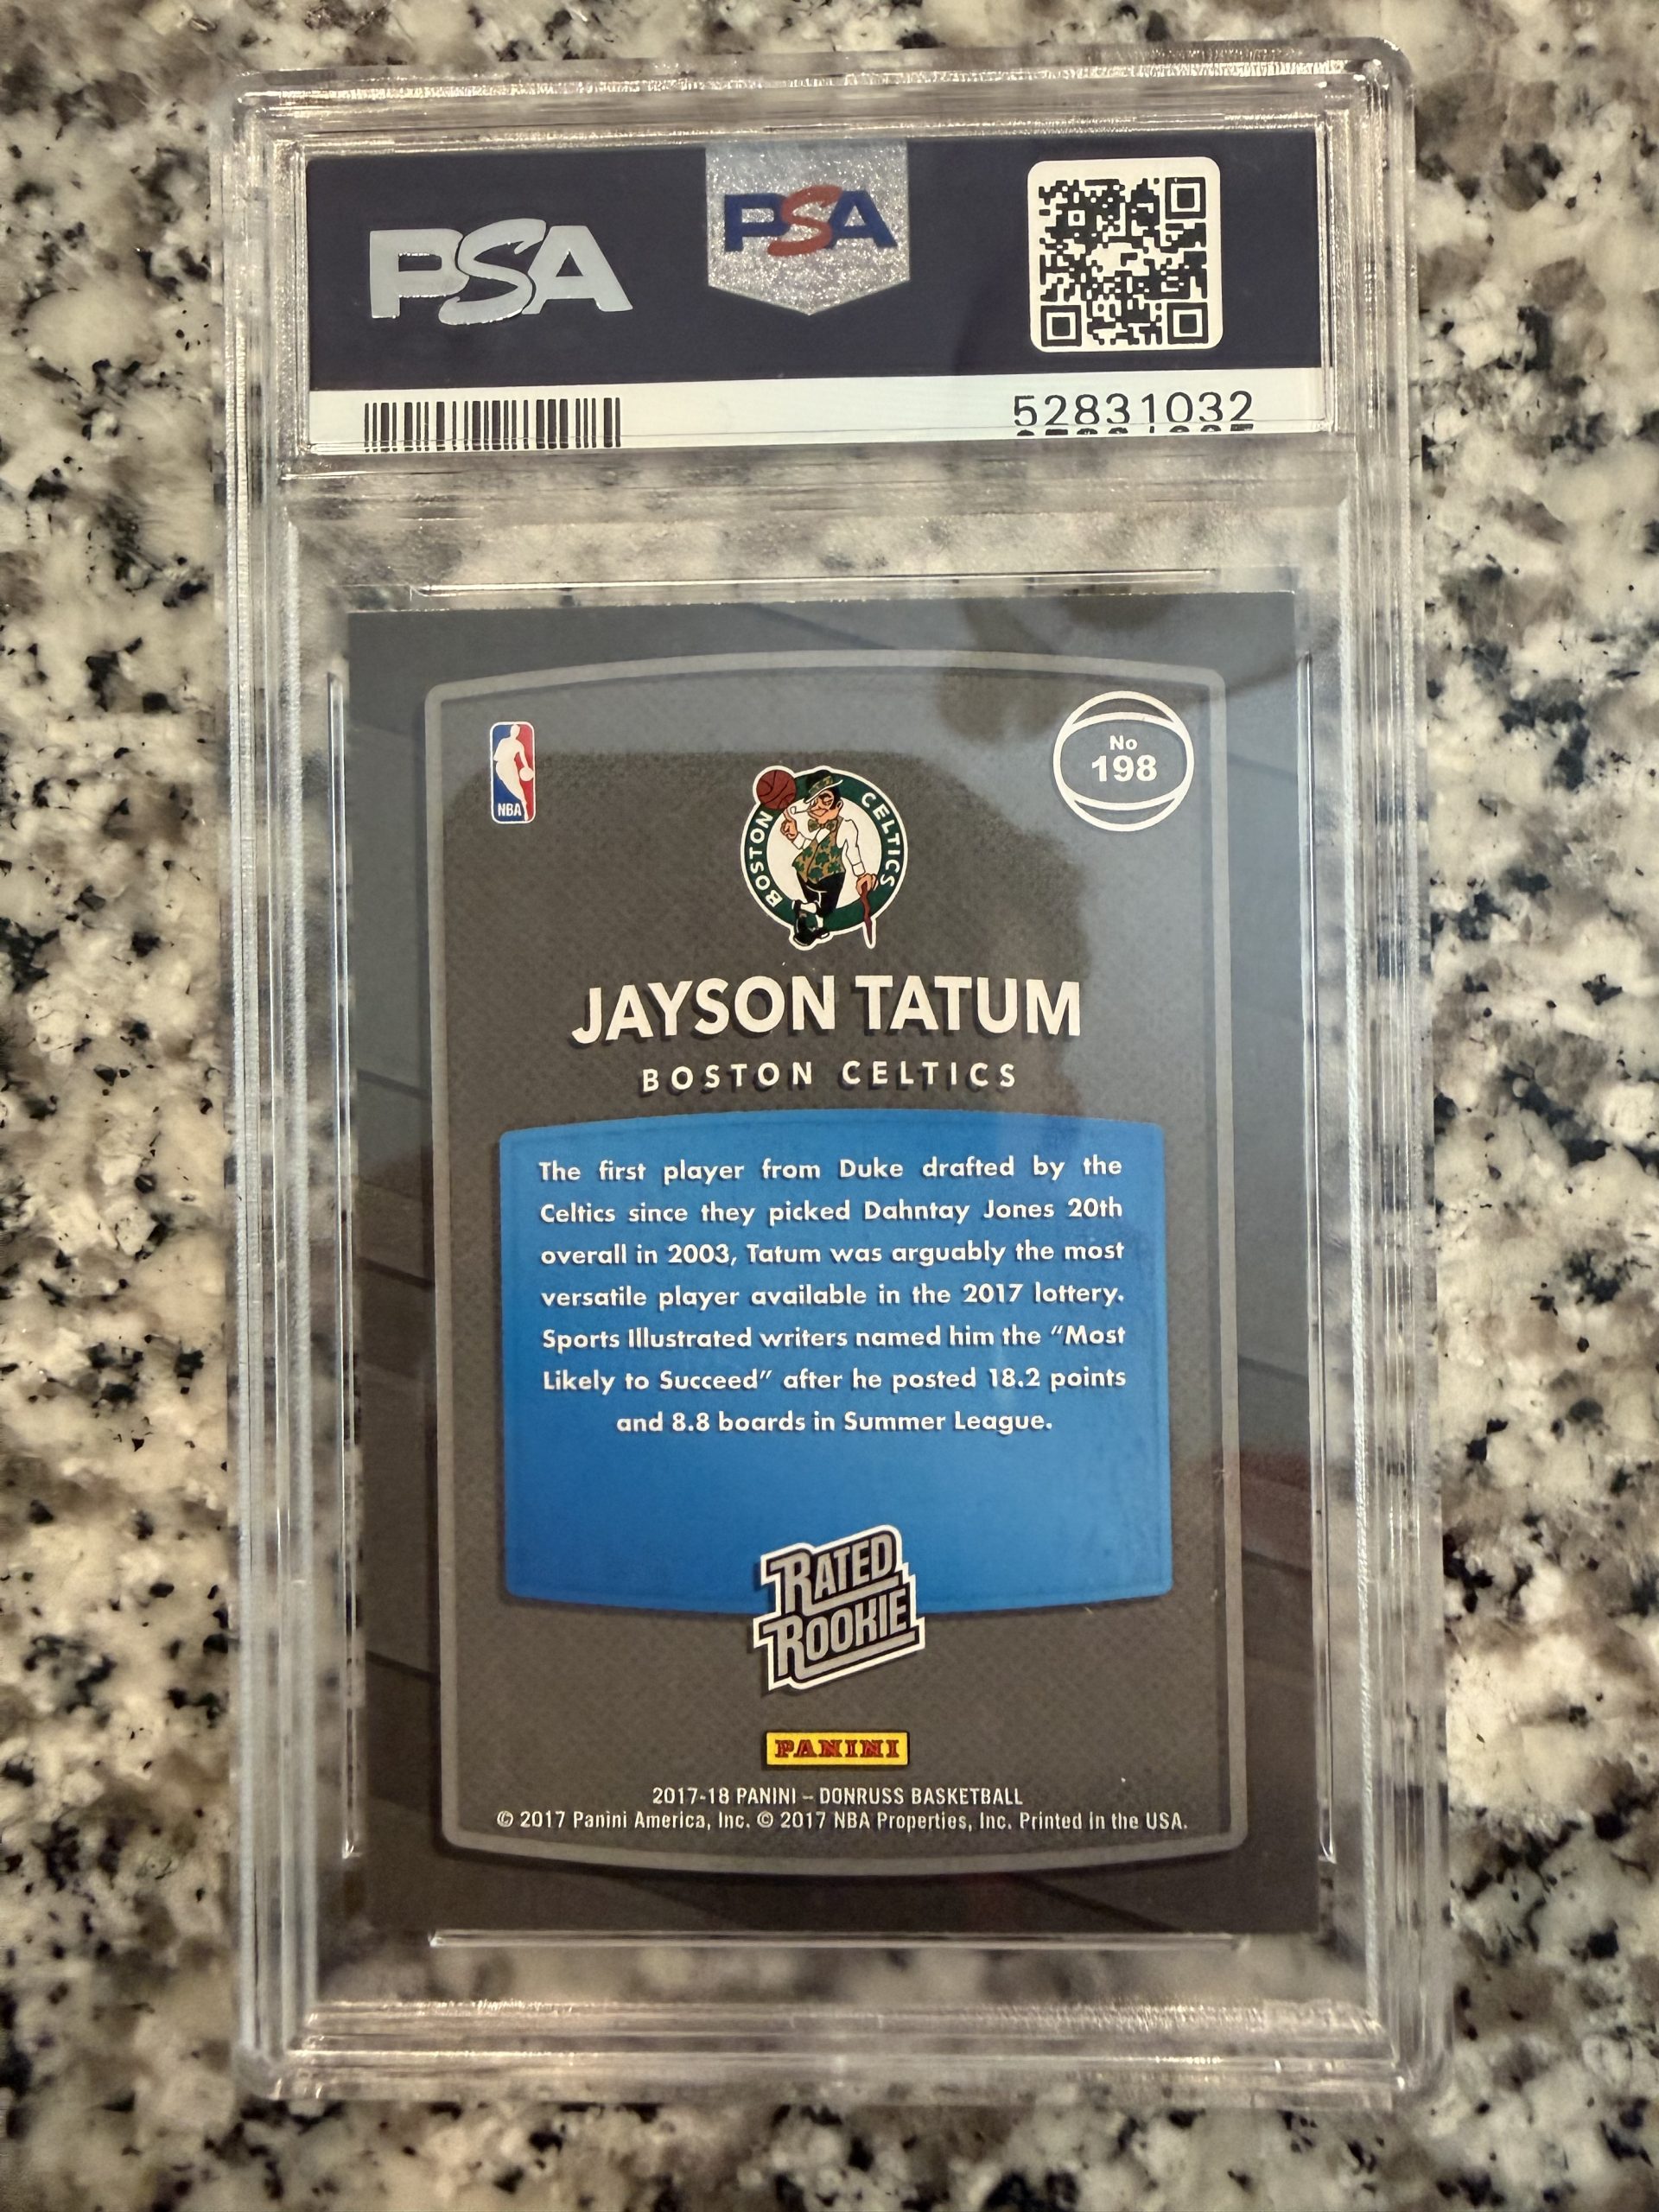 PSA
PSA
52831032
NBA
No
198
BOSTON CELTICS
JAYSON TATUM
BOSTON CELTICS
The first player from Duke drafted by the
Celtics since they picked Dahntay Jones 20th
overall in 2003, Tatum was arguably the most
versatile player available in the 2017 lottery.
Sports Illustrated writers named him the “Most
Likely to Succeed” after he posted 18.2 points
and 8.8 boards in Summer League.
RATED
ROOKIE
PANINI
2017-18 PANINI – DONRUSS BASKETBALL
© 2017 Panini America, Inc. © 2017 NBA Properties, Inc. Printed in the USA.